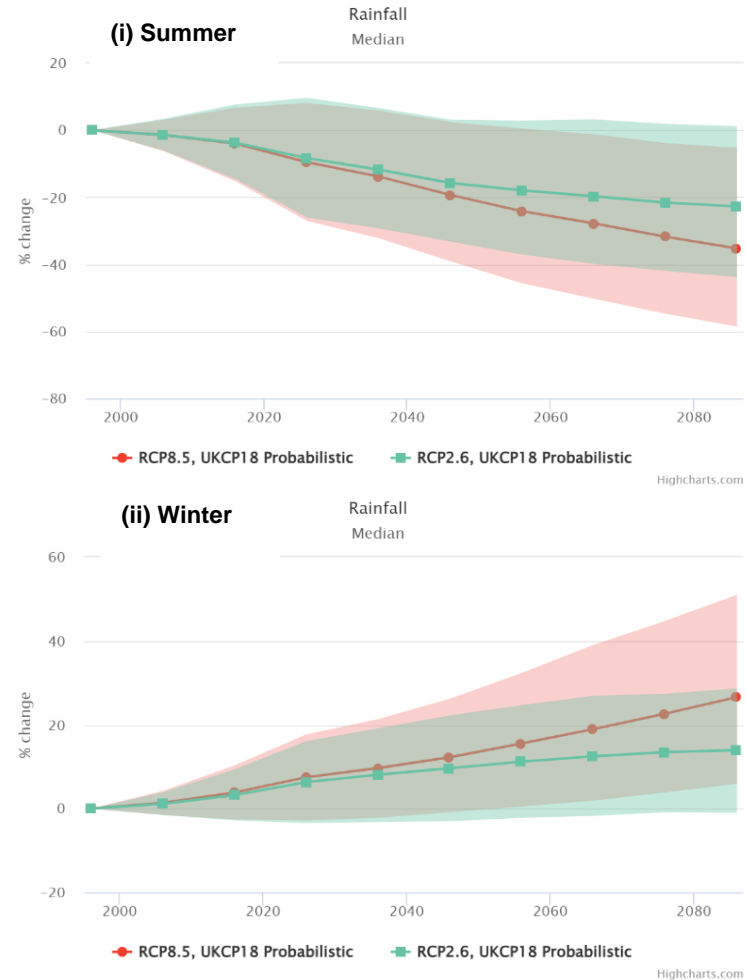 (i) Summer
Rainfall
Median
20
0
−20
−40
−60
−80
% change
2000 2020 2040 2060 2080
RCP8.5, UKCP18 Probabilistic RCP2.6, UKCP18 Probabilistic
Highcharts.com
(ii) Winter
Rainfall
Median
60
40
20
0
−20
% change
2000 2020 2040 2060 2080
RCP8.5, UKCP18 Probabilistic RCP2.6, UKCP18 Probabilistic
Highcharts.com